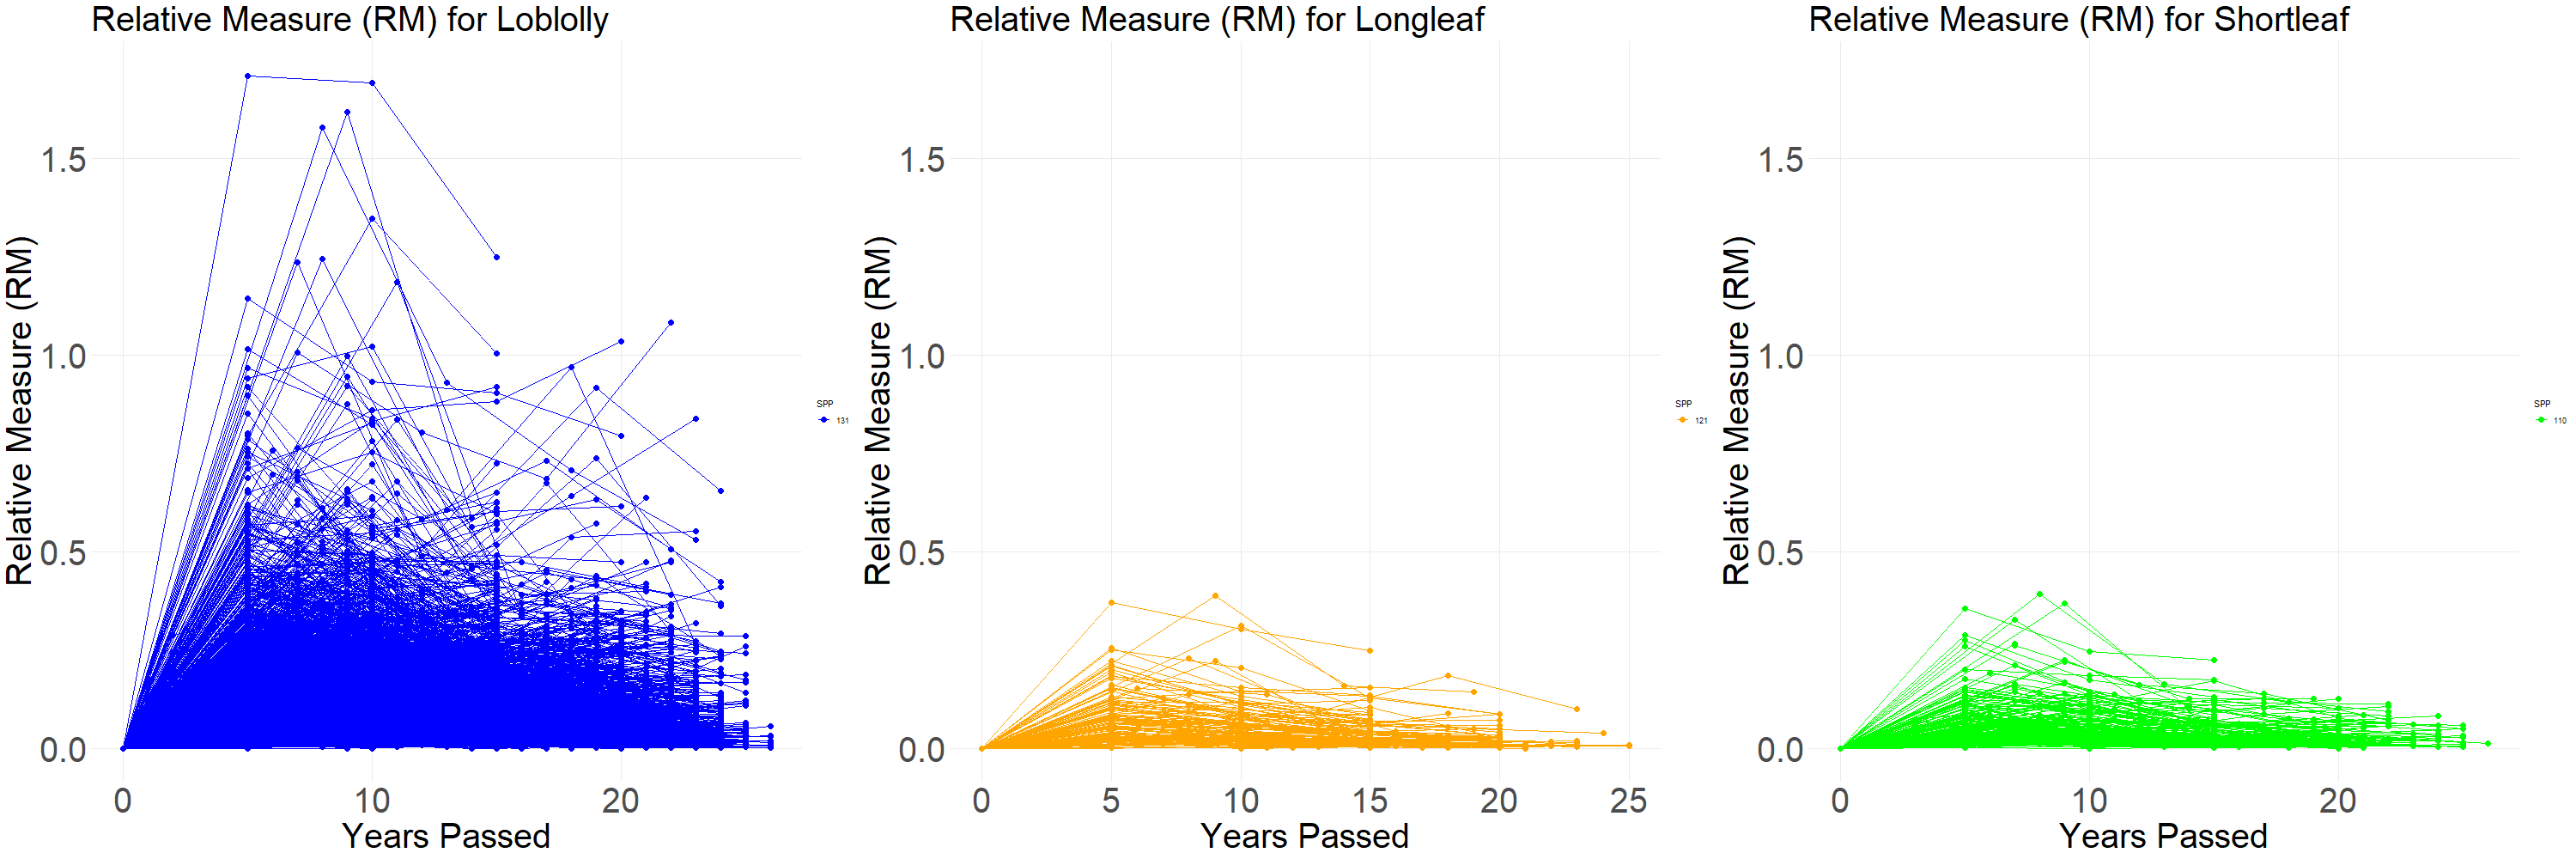 Relative Measure (RM) for Loblolly
Relative Measure (RM)
1.5
1.0
0.5
0.0
0 10 20
Years Passed
SPP
131
Relative Measure (RM) for Longleaf
Relative Measure (RM)
1.5
1.0
0.5
0.0
0 5 10 15 20 25
Years Passed
SPP
121
Relative Measure (RM) for Shortleaf
Relative Measure (RM)
1.5
1.0
0.5
0.0
0 10 20
Years Passed
SPP
110